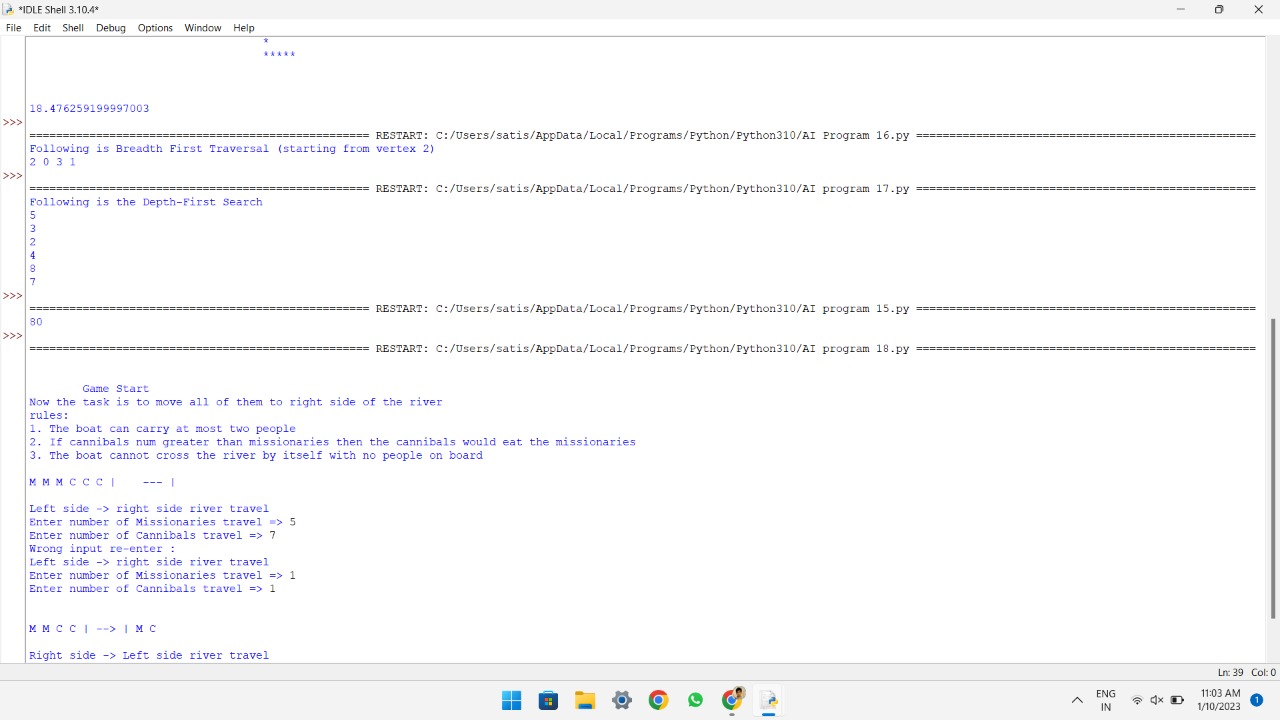 *IDLE Shell 3.10.4*
File Edit Shell Debug Options Window Help
*
*****
18.476259199997003
>>>
=================================================== RESTART: C:/Users/satis/AppData/Local/Programs/Python/Python310/AI Program 16.py ===================================================
Following is Breadth First Traversal (starting from vertex 2)
2 0 3 1
>>>
=================================================== RESTART: C:/Users/satis/AppData/Local/Programs/Python/Python310/AI program 17.py ===================================================
Following is the Depth-First Search
5
3
2
4
8
7
>>>
=================================================== RESTART: C:/Users/satis/AppData/Local/Programs/Python/Python310/AI program 15.py ===================================================
80
>>>
=================================================== RESTART: C:/Users/satis/AppData/Local/Programs/Python/Python310/AI program 18.py ===================================================
Game Start
Now the task is to move all of them to right side of the river
rules:
1. The boat can carry at most two people
2. If cannibals num greater than missionaries then the cannibals would eat the missionaries
3. The boat cannot cross the river by itself with no people on board
M M M C C C |    --- |
Left side -> right side river travel
Enter number of Missionaries travel => 5
Enter number of Cannibals travel => 7
Wrong input re-enter :
Left side -> right side river travel
Enter number of Missionaries travel => 1
Enter number of Cannibals travel => 1
M M C C | --> | M C
Right side -> Left side river travel
Ln: 39 Col: 0
ENG
IN
11:03 AM
1/10/2023
1